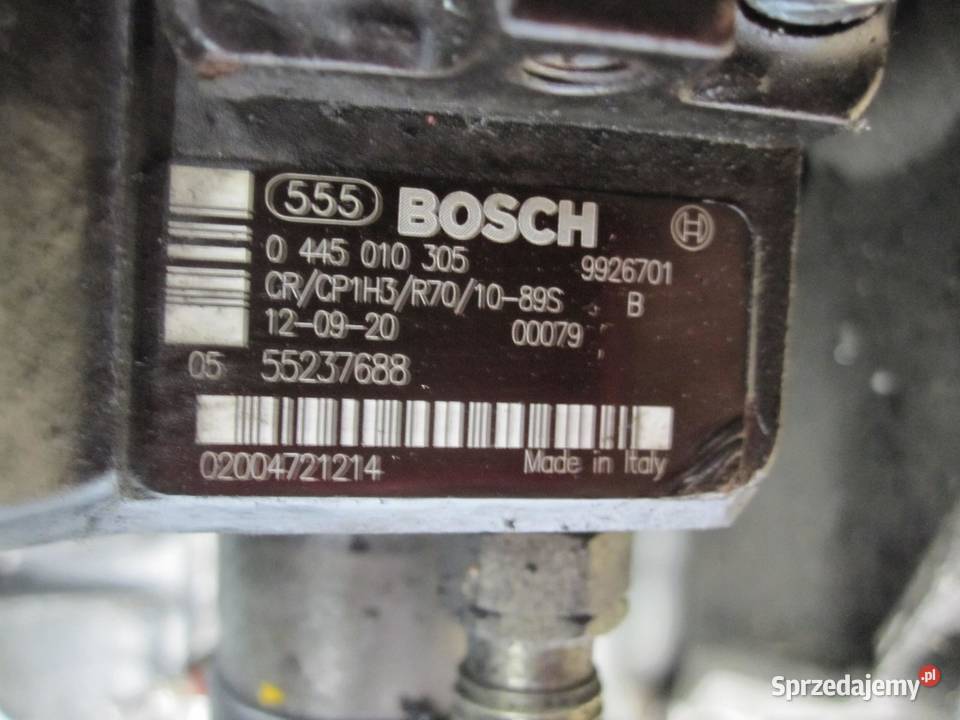 555 BOSCH
0 445 010 305 9926701
CR/CP1H3/R70/10-89S B
12-09-20 00079
05 55237688
02004721214 Made in Italy
Sprzedajemy.pl